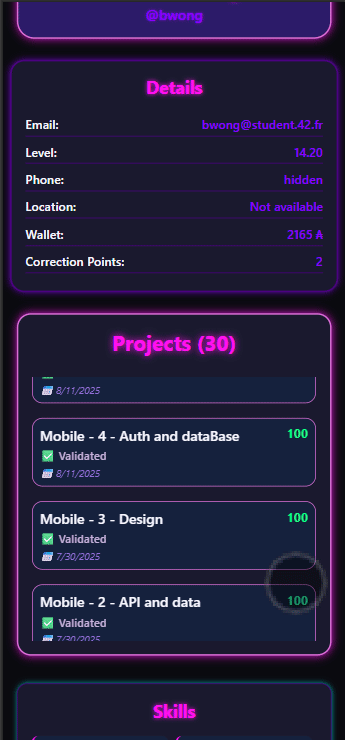 @bwong
Details
Email: bwong@student.42.fr
Level: 14.20
Phone: hidden
Location: Not available
Wallet: 2165 ₳
Correction Points: 2
Projects (30)
8/11/2025
Mobile - 4 - Auth and dataBase 100
✅ Validated
8/11/2025
Mobile - 3 - Design 100
✅ Validated
7/30/2025
Mobile - 2 - API and data 100
✅ Validated
7/30/2025
Skills